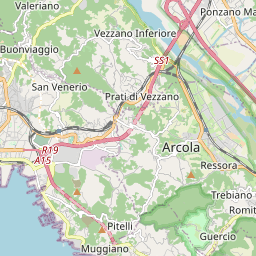 Valeriano
Ponzano Mag
Vezzano Inferiore
Buonviaggio
SS1
San Venerio
Prati di Vezzano
R19
Arcola
A15
Ressora
Trebiano
Romit
Pitelli
Guercio
Muggiano